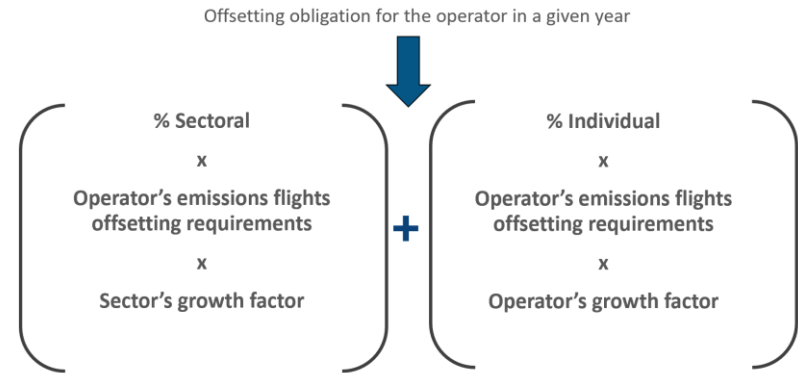 Offsetting obligation for the operator in a given year
% Sectoral
x
Operator's emissions flights
offsetting requirements
x
Sector's growth factor
+
% Individual
x
Operator's emissions flights
offsetting requirements
x
Operator's growth factor